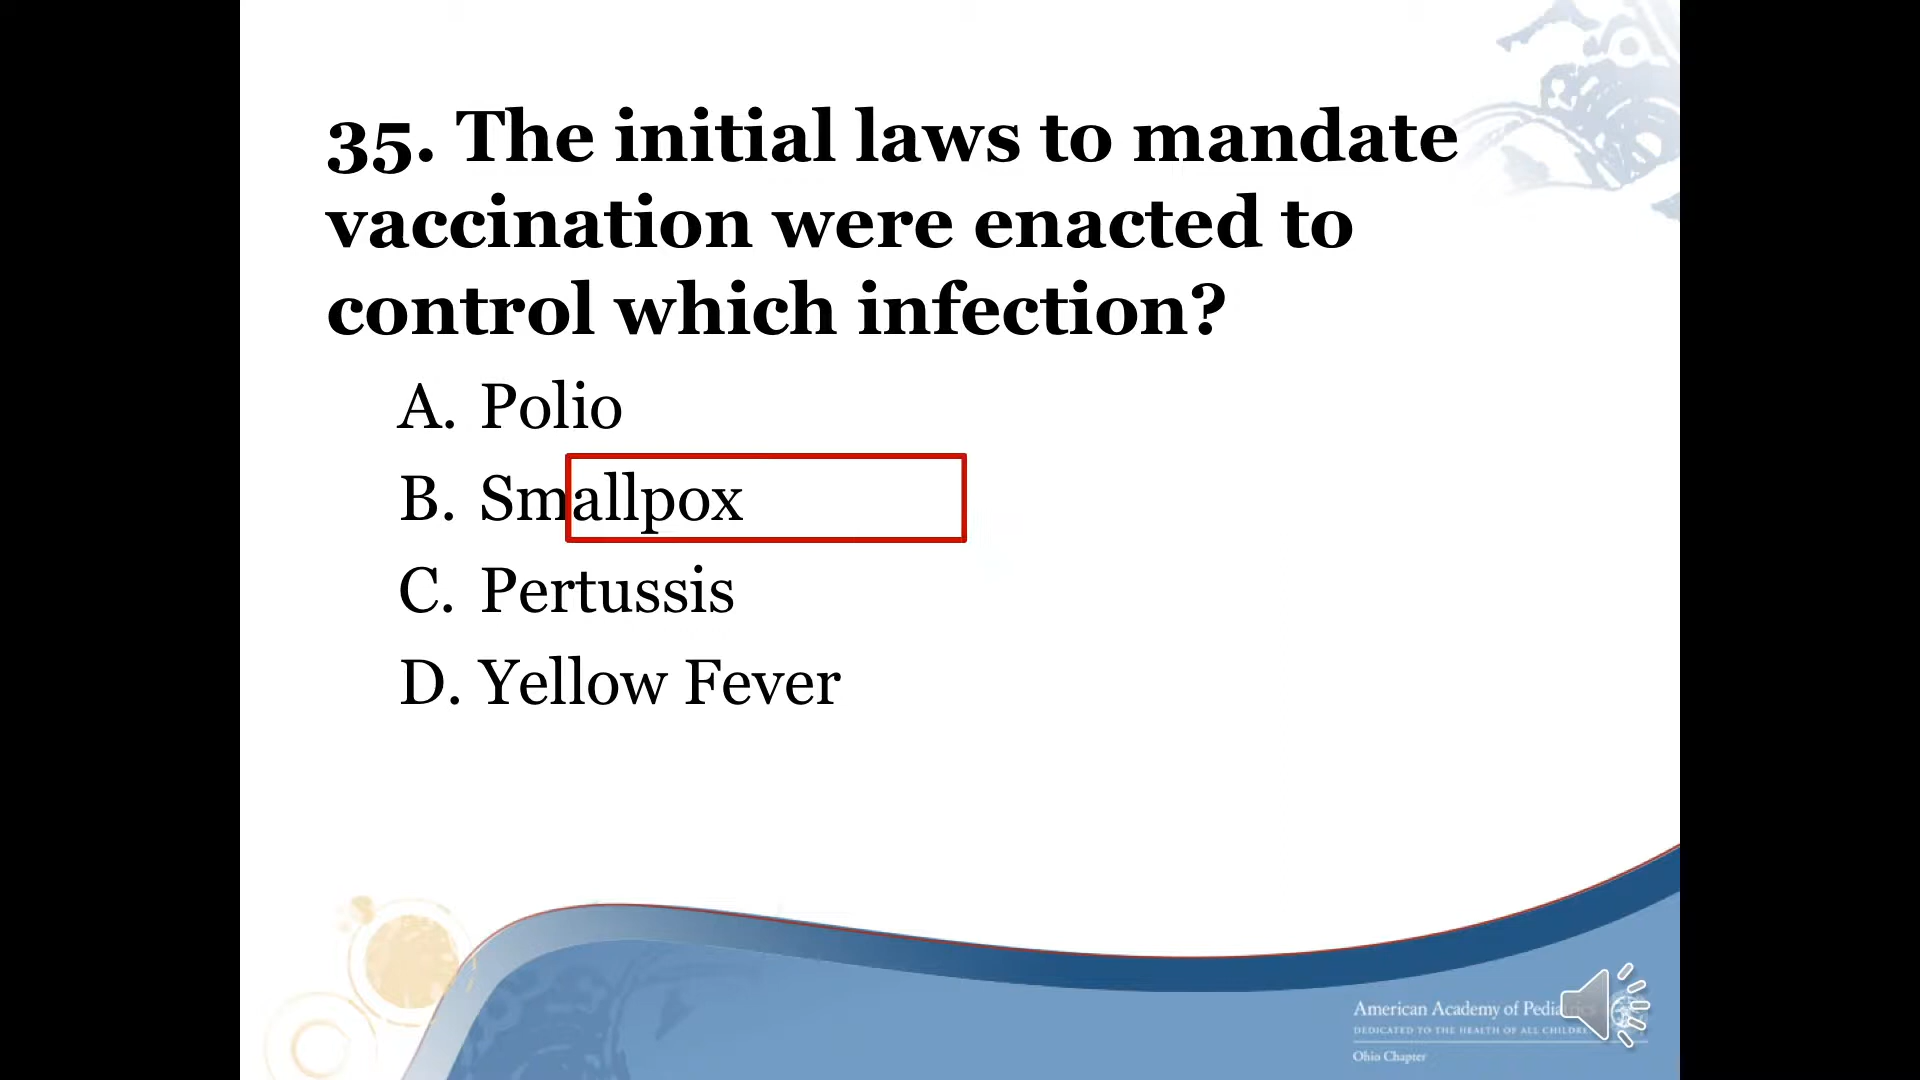 35. The initial laws to mandate
vaccination were enacted to
control which infection?
A. Polio
B. Smallpox
C. Pertussis
D. Yellow Fever
American Academy of Pediatrics
DEDICATED TO THE HEALTH OF ALL CHILDREN
Ohio Chapter